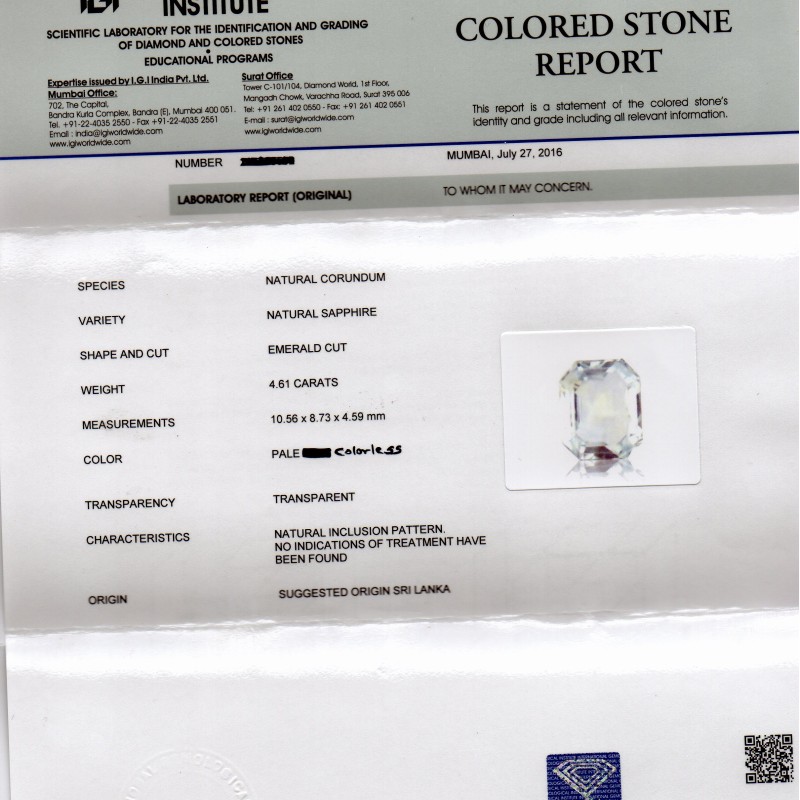 IGI INSTITUTE
SCIENTIFIC LABORATORY FOR THE IDENTIFICATION AND GRADING
OF DIAMOND AND COLORED STONES
EDUCATIONAL PROGRAMS
Expertise issued by I.G.I India Pvt. Ltd.
Mumbai Office:
702, The Capital,
Bandra Kurla Complex, Bandra (E), Mumbai 400 051.
Tel. +91-22-4035 2550 - Fax +91-22-4035 2551
Email : india@igiworldwide.com
www.igiworldwide.com
Surat Office
Tower C-101/104, Diamond World, 1st Floor,
Mangadh Chowk, Varachha Road, Surat 395 006
Tel: +91 261 402 0550 - Fax: +91 261 402 0551
E-mail : surat@igiworldwide.com
www.igiworldwide.com
COLORED STONE
REPORT
This report is a statement of the colored stone's
identity and grade including all relevant information.
NUMBER
MUMBAI, July 27, 2016
LABORATORY REPORT (ORIGINAL)
TO WHOM IT MAY CONCERN.
SPECIES NATURAL CORUNDUM
VARIETY NATURAL SAPPHIRE
SHAPE AND CUT EMERALD CUT
WEIGHT 4.61 CARATS
MEASUREMENTS 10.56 x 8.73 x 4.59 mm
COLOR PALE Colorless
TRANSPARENCY TRANSPARENT
CHARACTERISTICS NATURAL INCLUSION PATTERN.
NO INDICATIONS OF TREATMENT HAVE
BEEN FOUND
ORIGIN SUGGESTED ORIGIN SRI LANKA